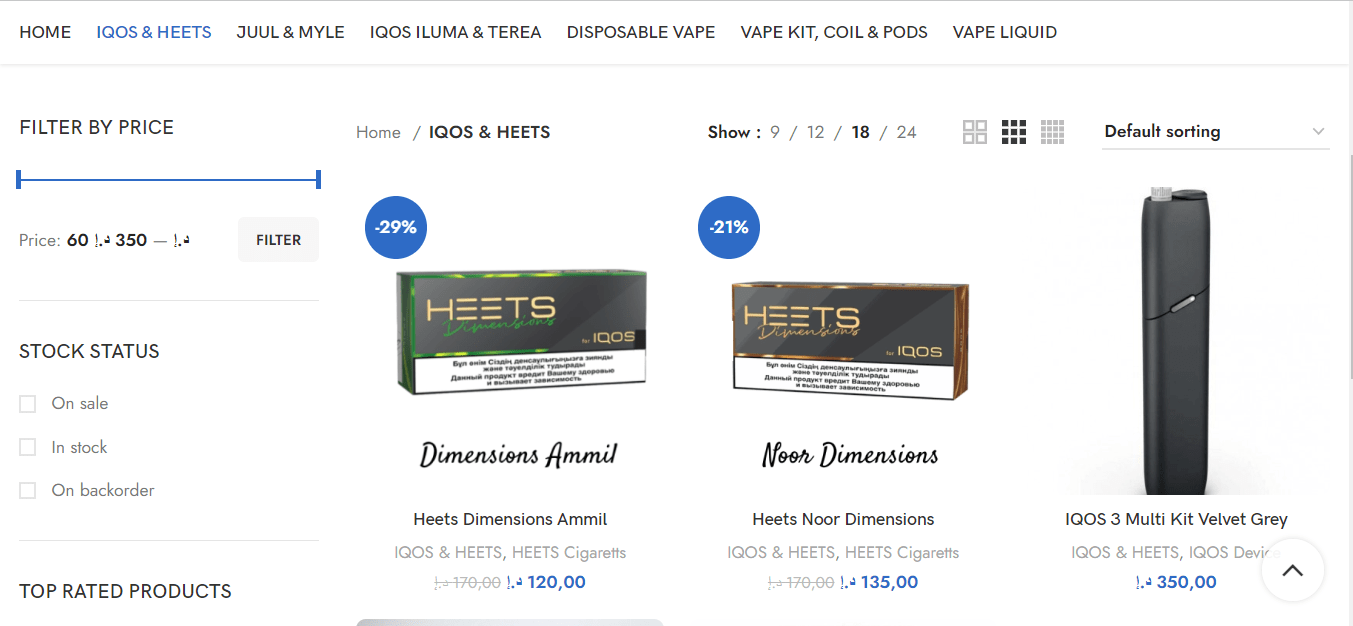 HOME IQOS & HEETS JUUL & MYLE IQOS ILUMA & TEREA DISPOSABLE VAPE VAPE KIT, COIL & PODS VAPE LIQUID
FILTER BY PRICE
Price: 60 د.إ 350 — د.إ
FILTER
STOCK STATUS
On sale
In stock
On backorder
TOP RATED PRODUCTS
Home / IQOS & HEETS
Show : 9 / 12 / 18 / 24
Default sorting
-29%
HEETS
Dimensions
for IQOS
Бұл өнім Сіздің денсаулығыңызға зиянды
және тәуелділік тудырады
Данный продукт вредит Вашему здоровью
и вызывает зависимость
Dimensions Ammil
Heets Dimensions Ammil
IQOS & HEETS, HEETS Cigaretts
د.إ 170,00 د.إ 120,00
-21%
HEETS
Dimensions
for IQOS
Бұл өнім Сіздің денсаулығыңызға зиянды
және тәуелділік тудырады
Данный продукт вредит Вашему здоровью
и вызывает зависимость
Noor Dimensions
Heets Noor Dimensions
IQOS & HEETS, HEETS Cigaretts
د.إ 170,00 د.إ 135,00
IQOS 3 Multi Kit Velvet Grey
IQOS & HEETS, IQOS Device
د.إ 350,00